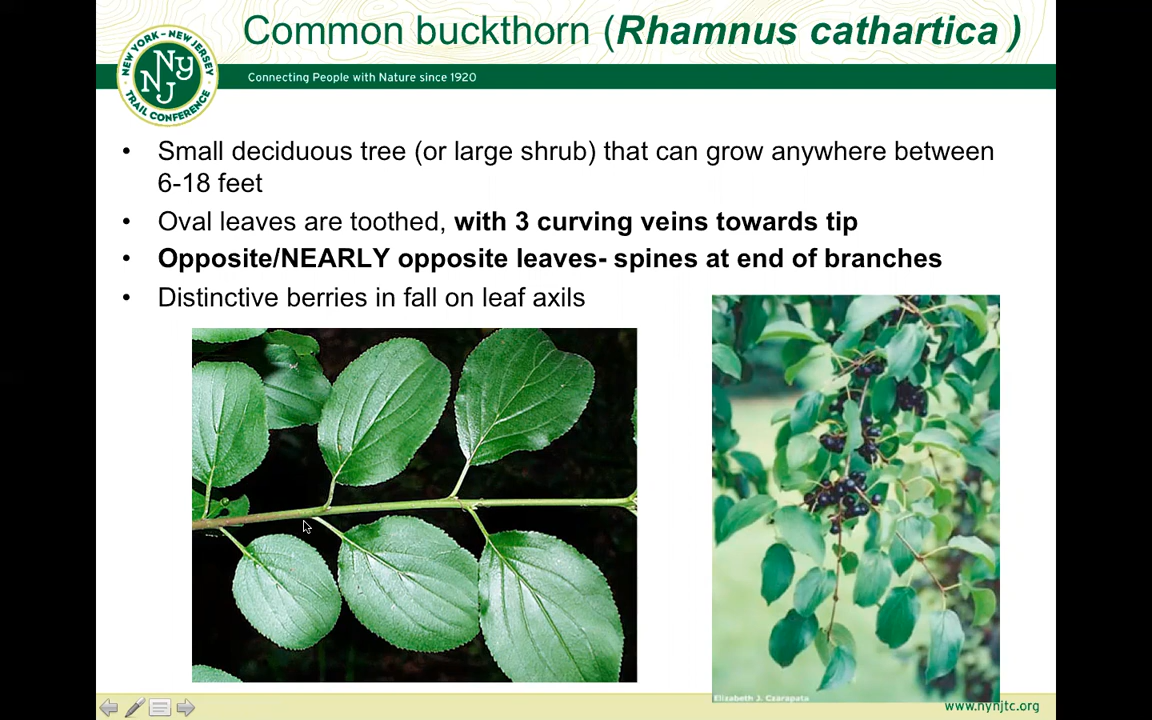 Common buckthorn (Rhamnus cathartica )
NEW YORK - NEW JERSEY
NY
NJ
TRAIL CONFERENCE
Connecting People with Nature since 1920
• Small deciduous tree (or large shrub) that can grow anywhere between
6-18 feet
• Oval leaves are toothed, with 3 curving veins towards tip
• Opposite/NEARLY opposite leaves- spines at end of branches
• Distinctive berries in fall on leaf axils
Elizabeth J. Czarapata
www.nynjtc.org